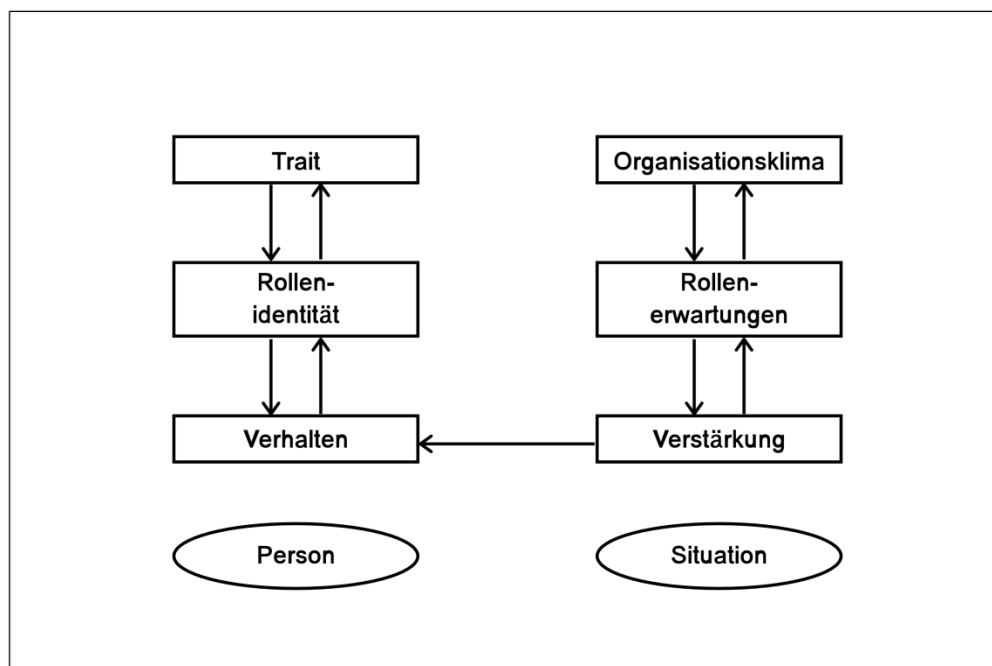 Trait
Organisationsklima
Rollen-
identität
Rollen-
erwartungen
Verhalten
Verstärkung
Person
Situation